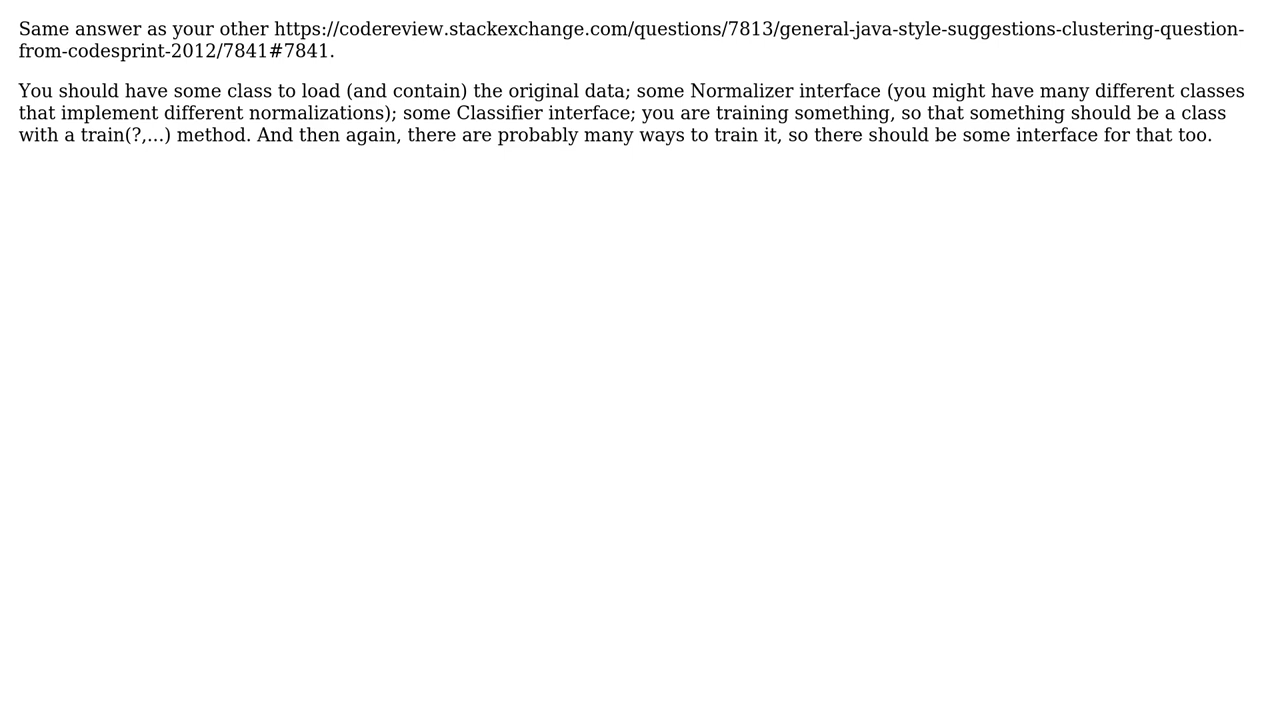 Same answer as your other https://codereview.stackexchange.com/questions/7813/general-java-style-suggestions-clustering-question-
from-codesprint-2012/7841#7841.
You should have some class to load (and contain) the original data; some Normalizer interface (you might have many different classes
that implement different normalizations); some Classifier interface; you are training something, so that something should be a class
with a train(?,...) method. And then again, there are probably many ways to train it, so there should be some interface for that too.